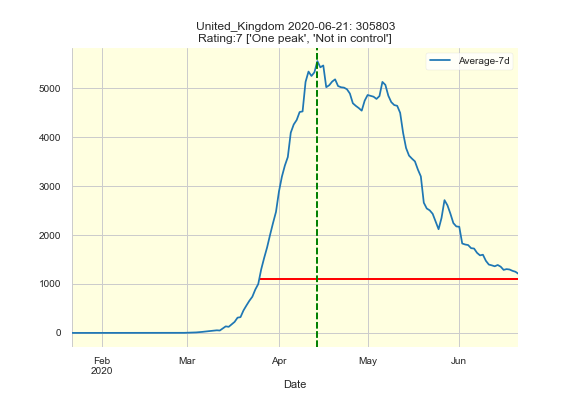 United_Kingdom 2020-06-21: 305803
Rating:7 ['One peak', 'Not in control']
Average-7d
5000
4000
3000
2000
1000
0
Feb
2020
Mar
Apr
May
Jun
Date